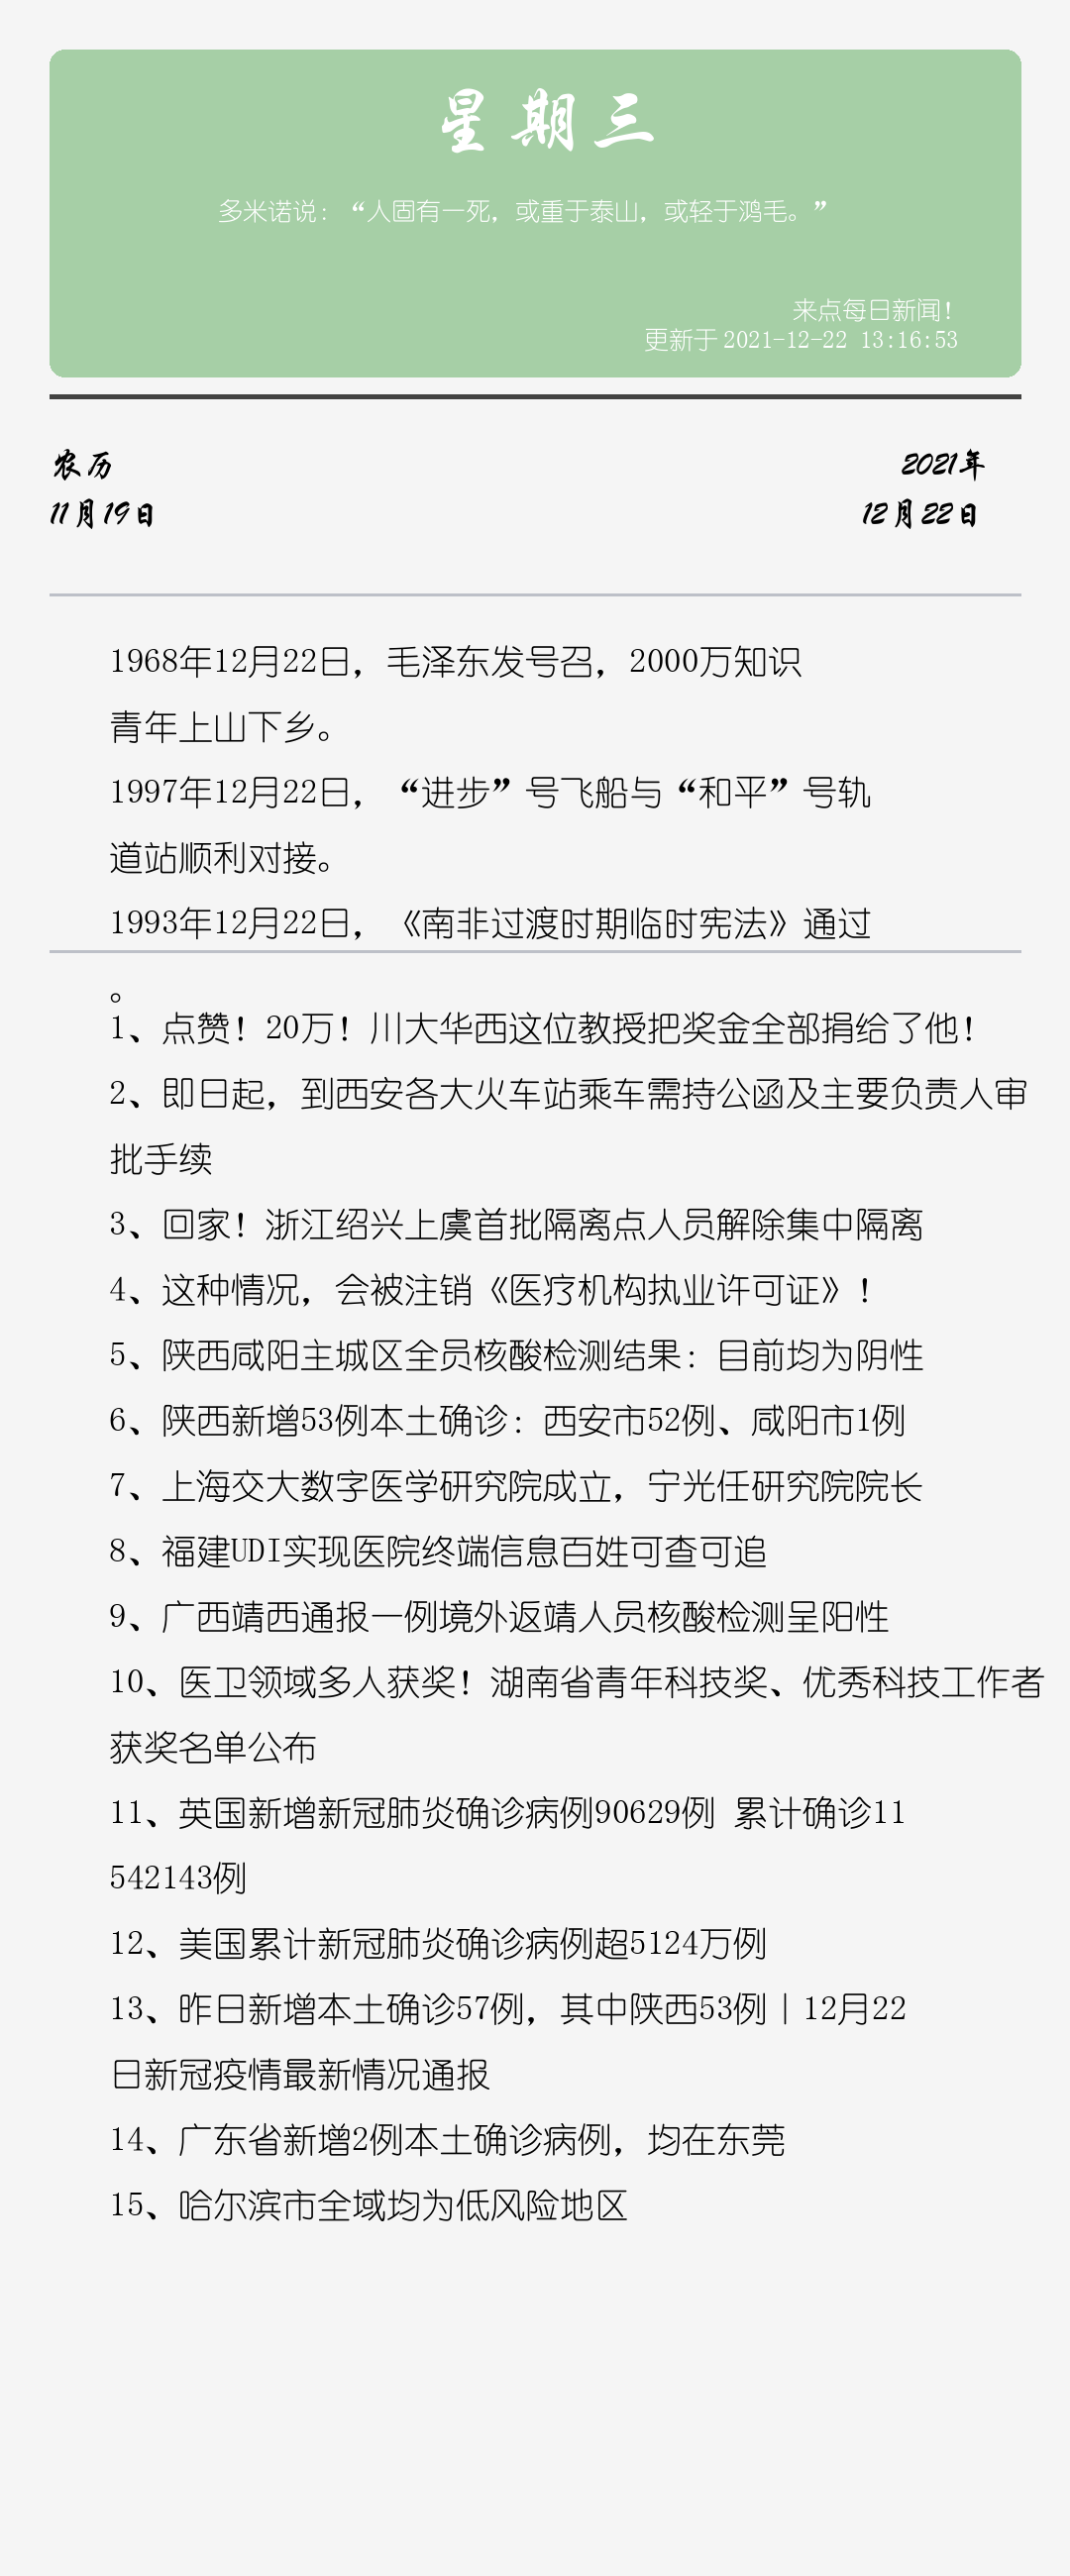 星期三
多米诺说：“人固有一死，或重于泰山，或轻于鸿毛。”
来点每日新闻！
更新于2021-12-22 13:16:53
农历
2021年
11月19日
12月22日
1968年12月22日，毛泽东发号召，2000万知识
青年上山下乡。
1997年12月22日，“进步”号飞船与“和平”号轨
道站顺利对接。
1993年12月22日，《南非过渡时期临时宪法》通过
。
1、点赞！20万！川大华西这位教授把奖金全部捐给了他！
2、即日起，到西安各大火车站乘车需持公函及主要负责人审
批手续
3、回家！浙江绍兴上虞首批隔离点人员解除集中隔离
4、这种情况，会被注销《医疗机构执业许可证》！
5、陕西咸阳主城区全员核酸检测结果：目前均为阴性
6、陕西新增53例本土确诊：西安市52例、咸阳市1例
7、上海交大数字医学研究院成立，宁光任研究院院长
8、福建UDI实现医院终端信息百姓可查可追
9、广西靖西通报一例境外返靖人员核酸检测呈阳性
10、医卫领域多人获奖！湖南省青年科技奖、优秀科技工作者
获奖名单公布
11、英国新增新冠肺炎确诊病例90629例 累计确诊11
542143例
12、美国累计新冠肺炎确诊病例超5124万例
13、昨日新增本土确诊57例，其中陕西53例｜12月22
日新冠疫情最新情况通报
14、广东省新增2例本土确诊病例，均在东莞
15、哈尔滨市全域均为低风险地区